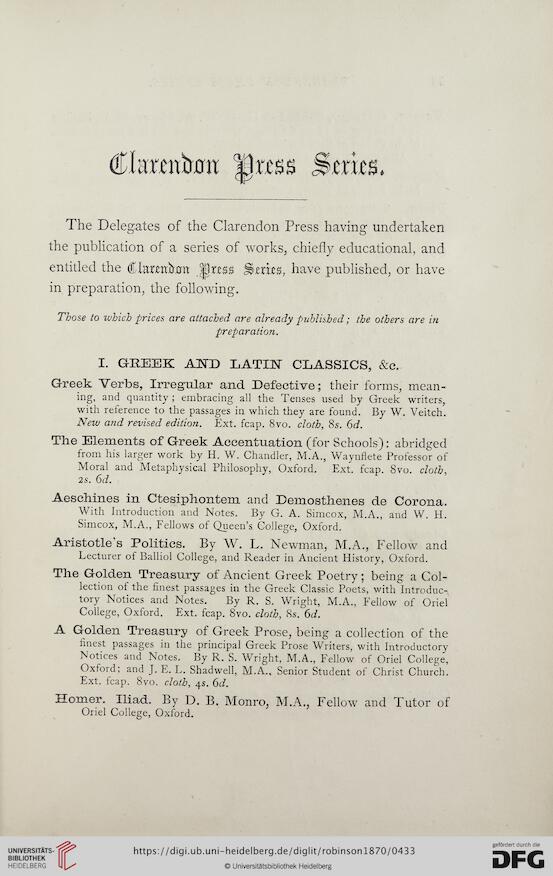 Clarendon Press Series.
The Delegates of the Clarendon Press having undertaken
the publication of a series of works, chiefly educational, and
entitled the Clarendon Press Series, have published, or have
in preparation, the following.
Those to which prices are attached are already published; the others are in
preparation.
I. GREEK AND LATIN CLASSICS, &c.
Greek Verbs, Irregular and Defective; their forms, mean-
ing, and quantity; embracing all the Tenses used by Greek writers,
with reference to the passages in which they are found. By W. Veitch.
New and revised edition. Ext. fcap. 8vo. cloth, 8s. 6d.
The Elements of Greek Accentuation (for Schools): abridged
from his larger work by H. W. Chandler, M.A., Waynflete Professor of
Moral and Metaphysical Philosophy, Oxford. Ext. fcap. 8vo. cloth,
2s. 6d.
Aeschines in Ctesiphontem and Demosthenes de Corona.
With Introduction and Notes. By G. A. Simcox, M.A., and W. H.
Simcox, M.A., Fellows of Queen's College, Oxford.
Aristotle's Politics. By W. L. Newman, M.A., Fellow and
Lecturer of Balliol College, and Reader in Ancient History, Oxford.
The Golden Treasury of Ancient Greek Poetry; being a Col-
lection of the finest passages in the Greek Classic Poets, with Introduc-
tory Notices and Notes. By R. S. Wright, M.A., Fellow of Oriel
College, Oxford. Ext. fcap. 8vo. cloth, 8s. 6d.
A Golden Treasury of Greek Prose, being a collection of the
finest passages in the principal Greek Prose Writers, with Introductory
Notices and Notes. By R. S. Wright, M.A., Fellow of Oriel College,
Oxford; and J. E. L. Shadwell, M.A., Senior Student of Christ Church.
Ext. fcap. 8vo. cloth, 4s. 6d.
Homer. Iliad. By D. B. Monro, M.A., Fellow and Tutor of
Oriel College, Oxford.
UNIVERSITÄTS-
BIBLIOTHEK
HEIDELBERG
https://digi.ub.uni-heidelberg.de/diglit/robinson1870/0433
© Universitätsbibliothek Heidelberg
gefördert durch die
DFG